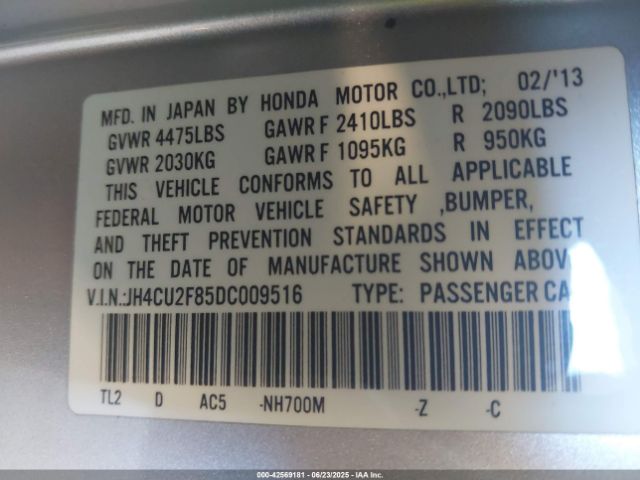 MFD. IN JAPAN BY HONDA MOTOR CO.,LTD; 02/'13
GVWR 4475LBS GAWR F 2410LBS R 2090LBS
GVWR 2030KG GAWR F 1095KG R 950KG
THIS VEHICLE CONFORMS TO ALL APPLICABLE
FEDERAL MOTOR VEHICLE SAFETY ,BUMPER,
AND THEFT PREVENTION STANDARDS IN EFFECT
ON THE DATE OF MANUFACTURE SHOWN ABOV
V.I.N.:JH4CU2F85DC009516 TYPE: PASSENGER CA
TL2 D AC5 -NH700M -Z -C
00-42569181 - 06/23/2025 - IAA Inc.